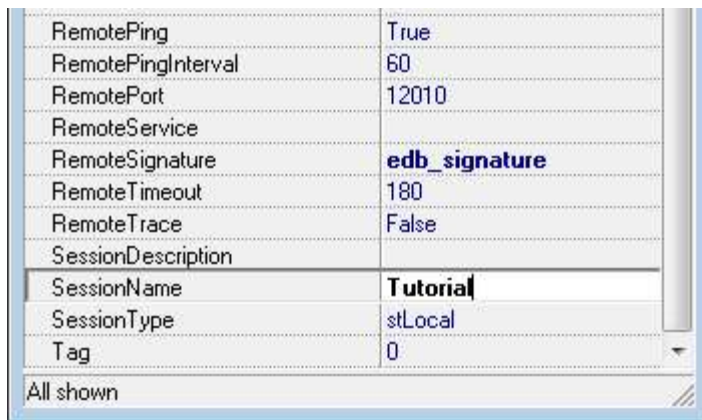 RemotePing True
RemotePingInterval 60
RemotePort 12010
RemoteService
RemoteSignature edb_signature
RemoteTimeout 180
RemoteTrace False
SessionDescription
SessionName Tutorial
SessionType stLocal
Tag 0
All shown